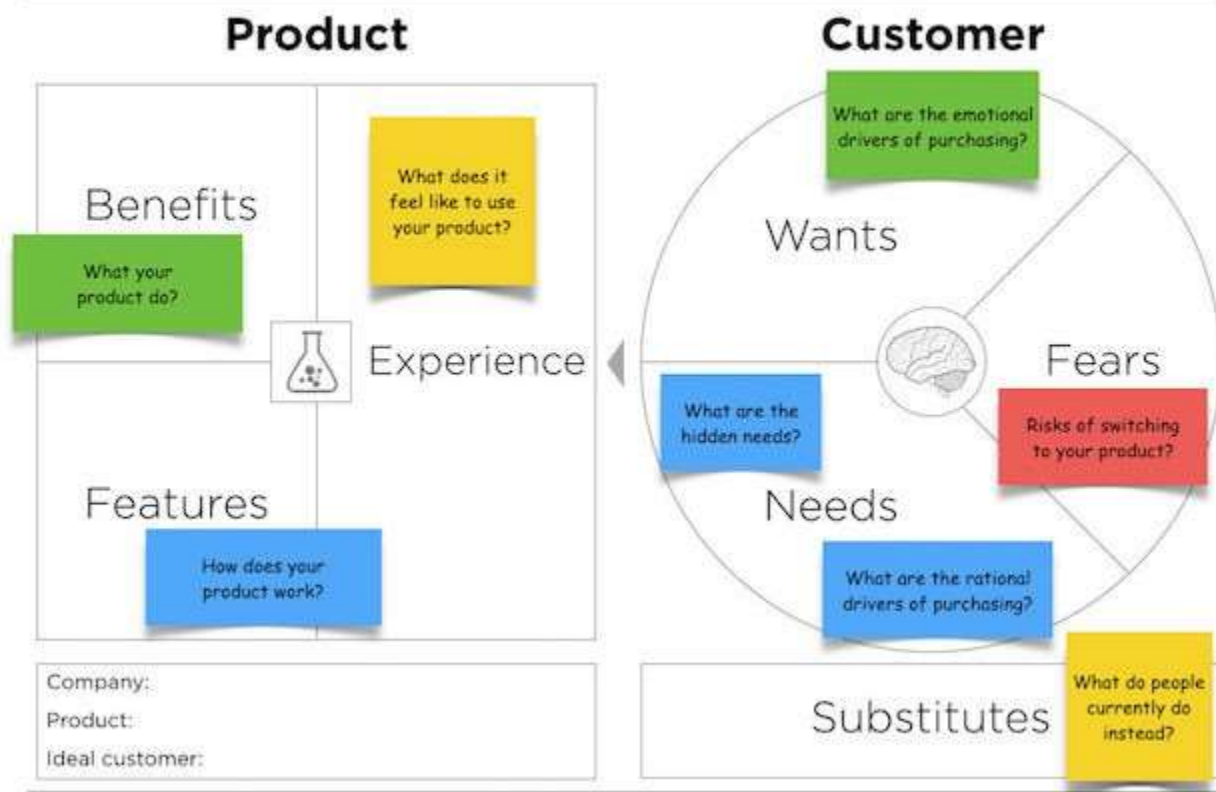 Product
Customer
Benefits
What your
product do?
What does it
feel like to use
your product?
Experience
Features
How does your
product work?
Company:
Product:
Ideal customer:
What are the emotional
drivers of purchasing?
Wants
Fears
Risks of switching
to your product?
What are the
hidden needs?
Needs
What are the rational
drivers of purchasing?
Substitutes
What do people
currently do
instead?